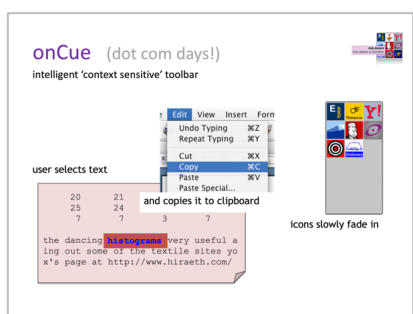 onCue (dot com days!)
intelligent 'context sensitive' toolbar
Edit View Insert Form
Undo Typing ⌘Z
Repeat Typing ⌘Y
Cut ⌘X
Copy ⌘C
Paste ⌘V
Paste Special...
user selects text
and copies it to clipboard
20 21
25 24
7 7 3 7
the dancing histograms very useful a
ing out some of the textile sites yo
x's page at http://www.hiraeth.com/
Thesaurus
Y!
Dictionary
icons slowly fade in